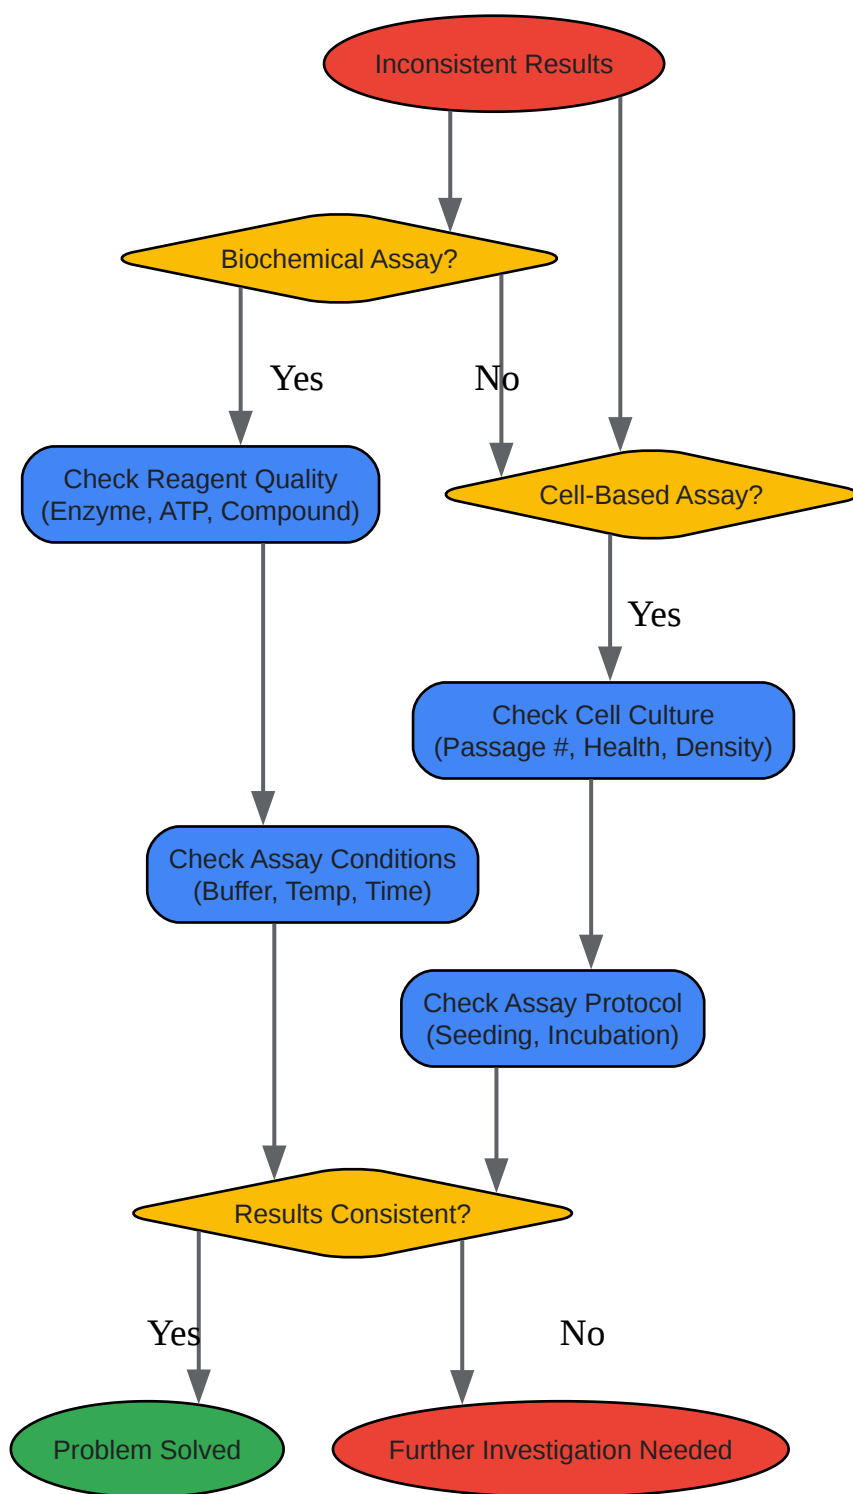 Inconsistent Results
Biochemical Assay?
Yes
No
Check Reagent Quality
(Enzyme, ATP, Compound)
Cell-Based Assay?
Yes
Check Cell Culture
(Passage #, Health, Density)
Check Assay Conditions
(Buffer, Temp, Time)
Check Assay Protocol
(Seeding, Incubation)
Results Consistent?
Yes
No
Problem Solved
Further Investigation Needed